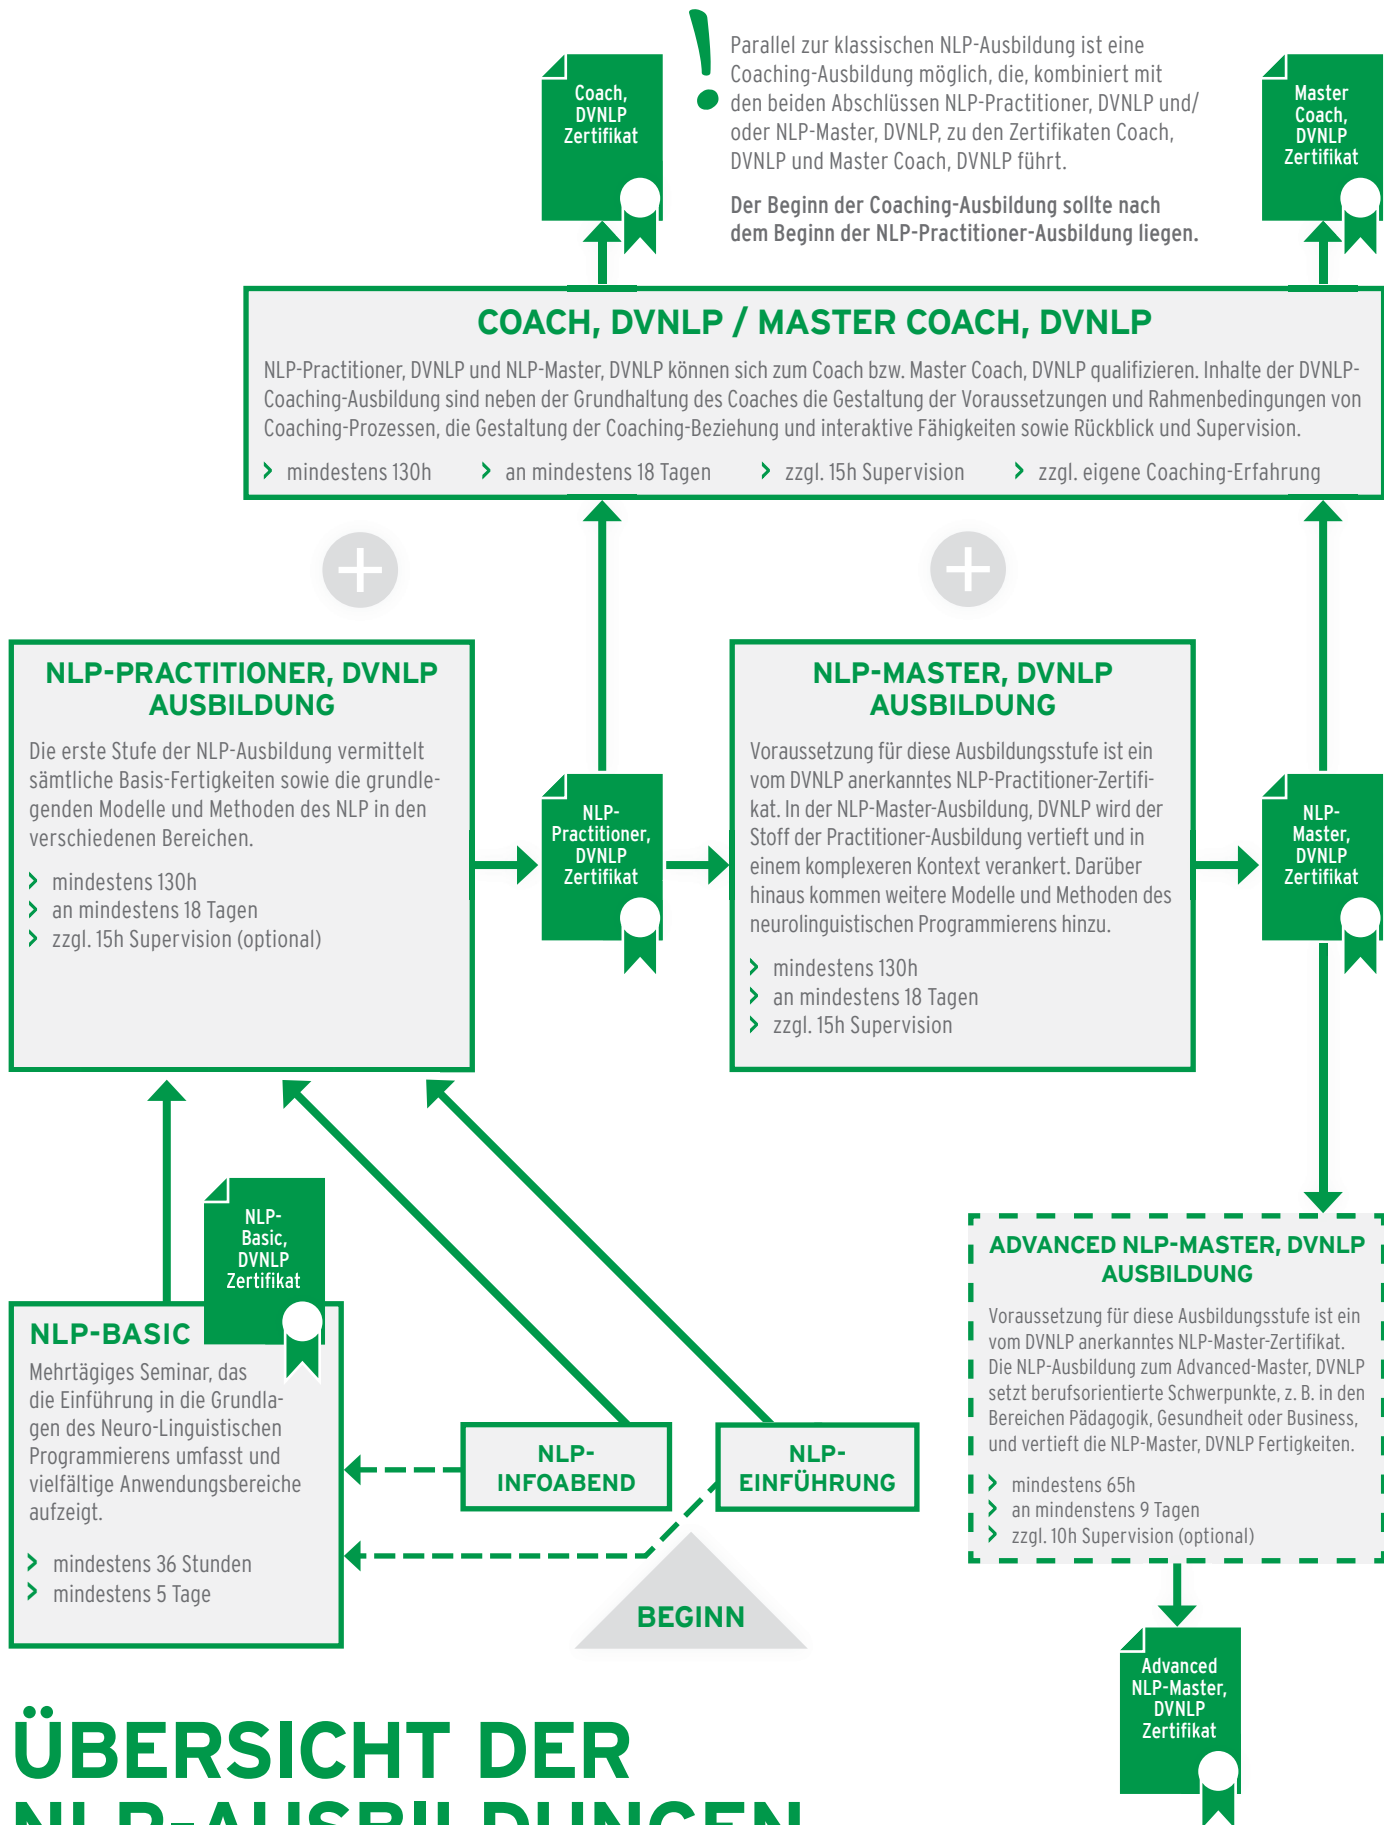 Coach,
DVNLP
Zertifikat
!
Parallel zur klassischen NLP-Ausbildung ist eine
Coaching-Ausbildung möglich, die, kombiniert mit
den beiden Abschlüssen NLP-Practitioner, DVNLP und/
oder NLP-Master, DVNLP, zu den Zertifikaten Coach,
DVNLP und Master Coach, DVNLP führt.
Der Beginn der Coaching-Ausbildung sollte nach
dem Beginn der NLP-Practitioner-Ausbildung liegen.
Master
Coach,
DVNLP
Zertifikat
COACH, DVNLP / MASTER COACH, DVNLP
NLP-Practitioner, DVNLP und NLP-Master, DVNLP können sich zum Coach bzw. Master Coach, DVNLP qualifizieren. Inhalte der DVNLP-
Coaching-Ausbildung sind neben der Grundhaltung des Coaches die Gestaltung der Voraussetzungen und Rahmenbedingungen von
Coaching-Prozessen, die Gestaltung der Coaching-Beziehung und interaktive Fähigkeiten sowie Rückblick und Supervision.
> mindestens 130h > an mindestens 18 Tagen > zzgl. 15h Supervision > zzgl. eigene Coaching-Erfahrung
+
+
NLP-PRACTITIONER, DVNLP
AUSBILDUNG
Die erste Stufe der NLP-Ausbildung vermittelt
sämtliche Basis-Fertigkeiten sowie die grundle-
genden Modelle und Methoden des NLP in den
verschiedenen Bereichen.
> mindestens 130h
> an mindestens 18 Tagen
> zzgl. 15h Supervision (optional)
NLP-
Practitioner,
DVNLP
Zertifikat
NLP-MASTER, DVNLP
AUSBILDUNG
Voraussetzung für diese Ausbildungsstufe ist ein
vom DVNLP anerkanntes NLP-Practitioner-Zertifi-
kat. In der NLP-Master-Ausbildung, DVNLP wird der
Stoff der Practitioner-Ausbildung vertieft und in
einem komplexeren Kontext verankert. Darüber
hinaus kommen weitere Modelle und Methoden des
neurolinguistischen Programmierens hinzu.
> mindestens 130h
> an mindestens 18 Tagen
> zzgl. 15h Supervision
NLP-
Master,
DVNLP
Zertifikat
NLP-
Basic,
DVNLP
Zertifikat
NLP-BASIC
Mehrtägiges Seminar, das
die Einführung in die Grundla-
gen des Neuro-Linguistischen
Programmierens umfasst und
vielfältige Anwendungsbereiche
aufzeigt.
> mindestens 36 Stunden
> mindestens 5 Tage
NLP-
INFOABEND
NLP-
EINFÜHRUNG
BEGINN
ADVANCED NLP-MASTER, DVNLP
AUSBILDUNG
Voraussetzung für diese Ausbildungsstufe ist ein
vom DVNLP anerkanntes NLP-Master-Zertifikat.
Die NLP-Ausbildung zum Advanced-Master, DVNLP
setzt berufsorientierte Schwerpunkte, z. B. in den
Bereichen Pädagogik, Gesundheit oder Business,
und vertieft die NLP-Master, DVNLP Fertigkeiten.
> mindestens 65h
> an mindenstens 9 Tagen
> zzgl. 10h Supervision (optional)
Advanced
NLP-Master,
DVNLP
Zertifikat
ÜBERSICHT DER
NLP-AUSBILDUNGEN